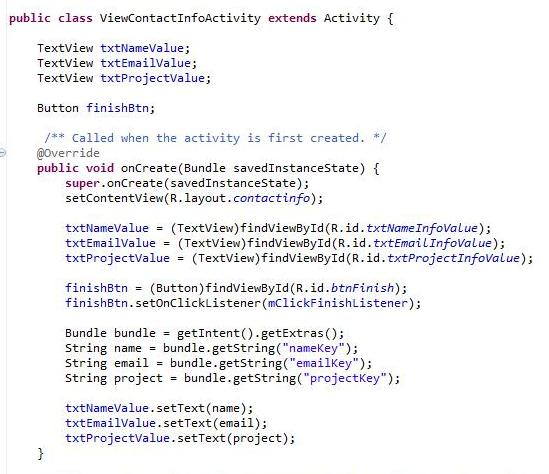 public class ViewContactInfoActivity extends Activity {
TextView txtNameValue;
TextView txtEmailValue;
TextView txtProjectValue;
Button finishBtn;
/** Called when the activity is first created. */
@Override
public void onCreate(Bundle savedInstanceState) {
super.onCreate(savedInstanceState);
setContentView(R.layout.contactinfo);
txtNameValue = (TextView)findViewById(R.id.txtNameInfoValue);
txtEmailValue = (TextView)findViewById(R.id.txtEmailInfoValue);
txtProjectValue = (TextView)findViewById(R.id.txtProjectInfoValue);
finishBtn = (Button)findViewById(R.id.btnFinish);
finishBtn.setOnClickListener(mClickFinishListener);
Bundle bundle = getIntent().getExtras();
String name = bundle.getString("nameKey");
String email = bundle.getString("emailKey");
String project = bundle.getString("projectKey");
txtNameValue.setText(name);
txtEmailValue.setText(email);
txtProjectValue.setText(project);
}